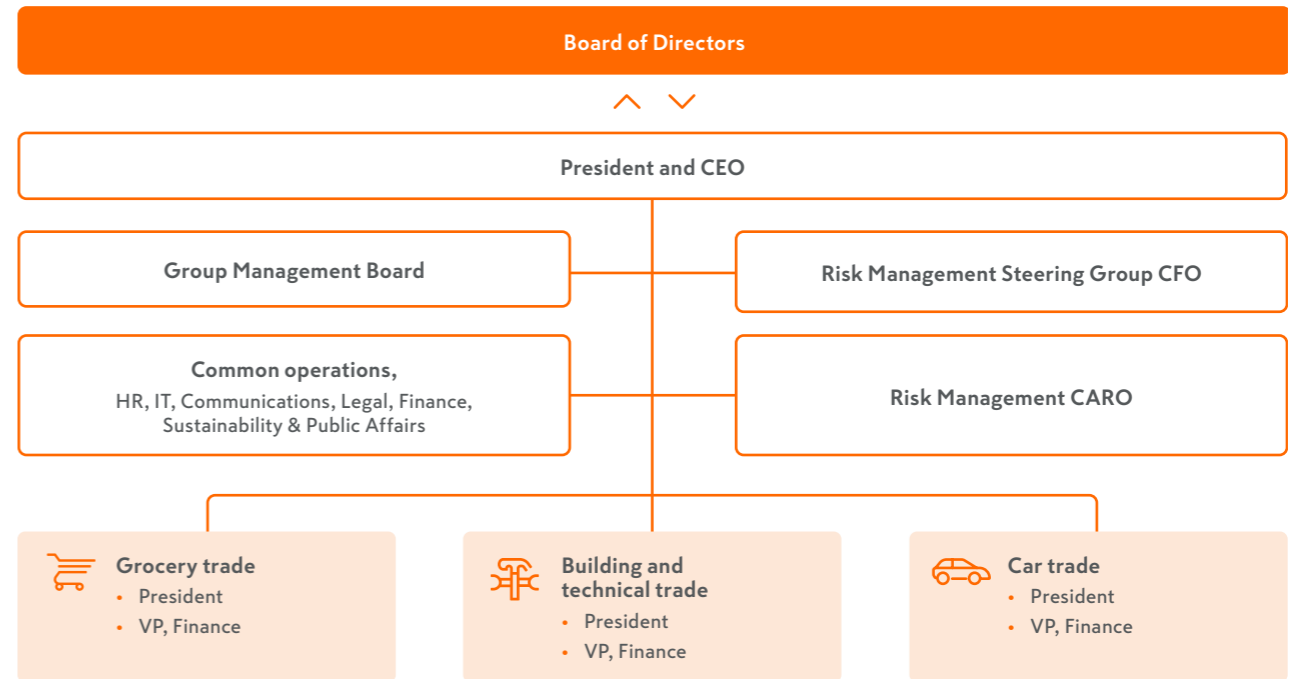 Board of Directors
President and CEO
Group Management Board
Risk Management Steering Group CFO
Common operations,
HR, IT, Communications, Legal, Finance,
Sustainability & Public Affairs
Risk Management CARO
Grocery trade
• President
• VP, Finance
Building and
technical trade
• President
• VP, Finance
Car trade
• President
• VP, Finance